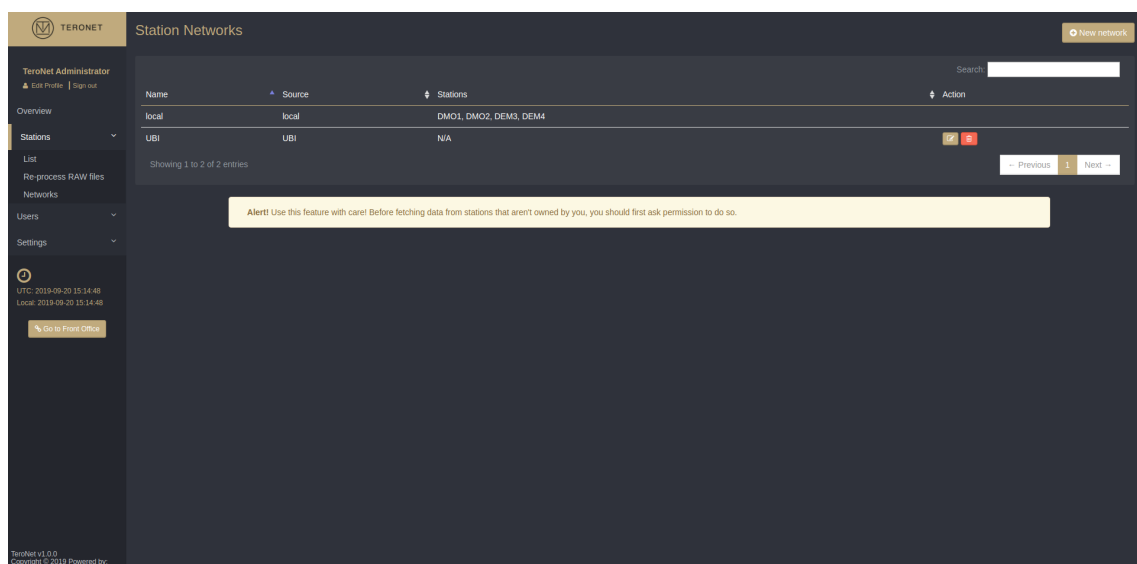 TERONET
Station Networks
New network
TeroNet Administrator
Edit Profile | Sign out
Overview
Stations
List
Re-process RAW files
Networks
Users
Settings
UTC: 2019-09-20 15:14:48
Local: 2019-09-20 15:14:48
Go to Front Office
TeroNet v1.0.0
Copyright © 2019 Powered by:
Search:
Name Source Stations Action
local local DMO1, DMO2, DEM3, DEM4
UBI UBI N/A
Showing 1 to 2 of 2 entries
← Previous 1 Next →
Alert! Use this feature with care! Before fetching data from stations that aren't owned by you, you should first ask permission to do so.